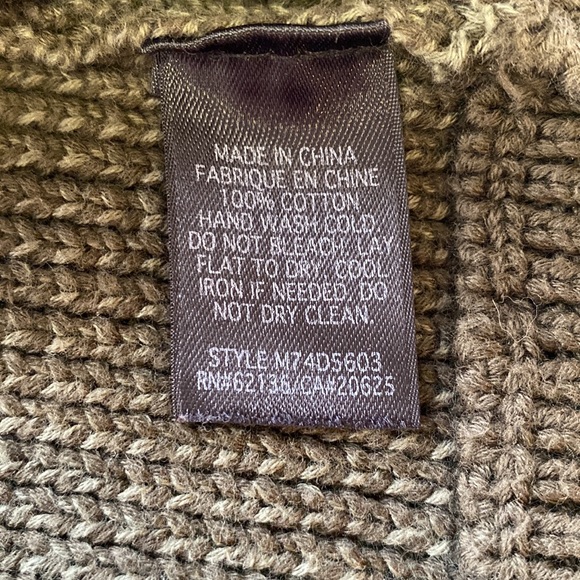 MADE IN CHINA
FABRIQUE EN CHINE
100% COTTON
HAND WASH COLD,
DO NOT BLEACH, LAY
FLAT TO DRY, COOL
IRON IF NEEDED, DO
NOT DRY CLEAN.
STYLE M74D5603
RN#62136/CA#20625